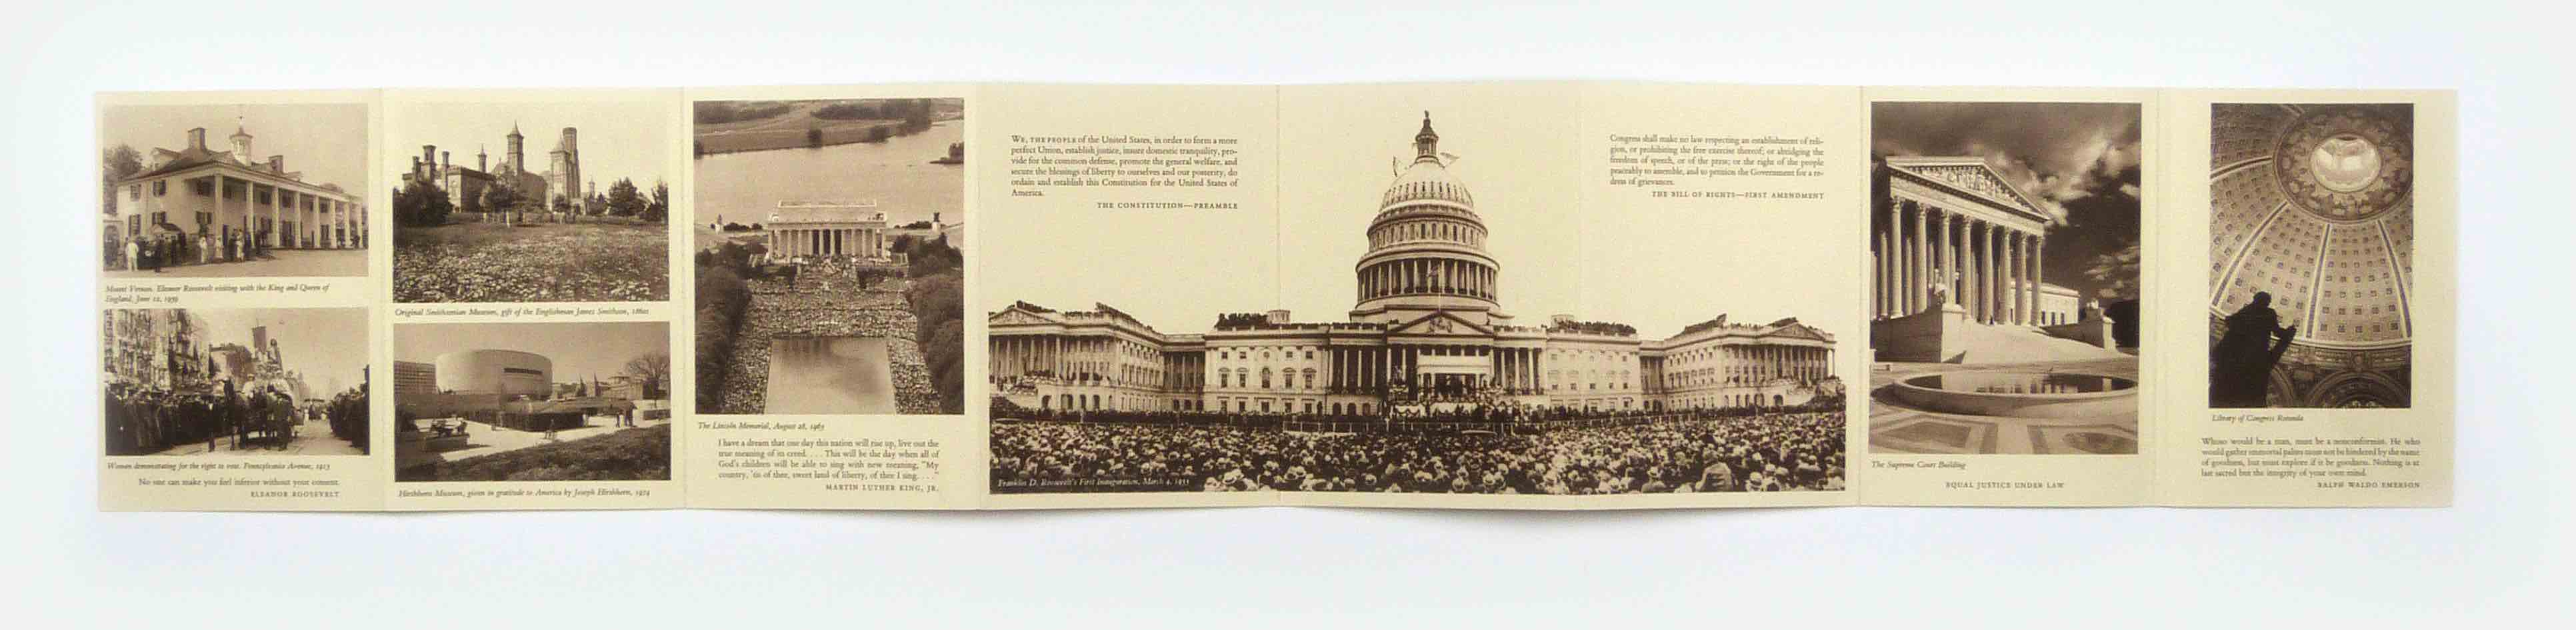 Mount Vernon. Eleanor Roosevelt visiting with the King and Queen of
England, June 12, 1939
Women demonstrating for the right to vote. Pennsylvania Avenue, 1913
No one can make you feel inferior without your consent.
ELEANOR ROOSEVELT
Original Smithsonian Museum, gift of the Englishman James Smithson, 1860s
Hirshhorn Museum, given in gratitude to America by Joseph Hirshhorn, 1974
The Lincoln Memorial, August 28, 1963
I have a dream that one day this nation will rise up, live out the
true meaning of its creed. . . . This will be the day when all of
God's children will be able to sing with new meaning, "My
country, 'tis of thee, sweet land of liberty, of thee I sing. . . ."
MARTIN LUTHER KING, JR.
WE, THE PEOPLE of the United States, in order to form a more
perfect Union, establish justice, insure domestic tranquility, pro-
vide for the common defense, promote the general welfare, and
secure the blessings of liberty to ourselves and our posterity, do
ordain and establish this Constitution for the United States of
America.
THE CONSTITUTION—PREAMBLE
Franklin D. Roosevelt's First Inauguration, March 4, 1933
Congress shall make no law respecting an establishment of reli-
gion, or prohibiting the free exercise thereof; or abridging the
freedom of speech, or of the press; or the right of the people
peaceably to assemble, and to petition the Government for a re-
dress of grievances.
THE BILL OF RIGHTS—FIRST AMENDMENT
The Supreme Court Building
EQUAL JUSTICE UNDER LAW
Library of Congress Rotunda
Whoso would be a man, must be a nonconformist. He who
would gather immortal palms must not be hindered by the name
of goodness, but must explore if it be goodness. Nothing is at
last sacred but the integrity of your own mind.
RALPH WALDO EMERSON